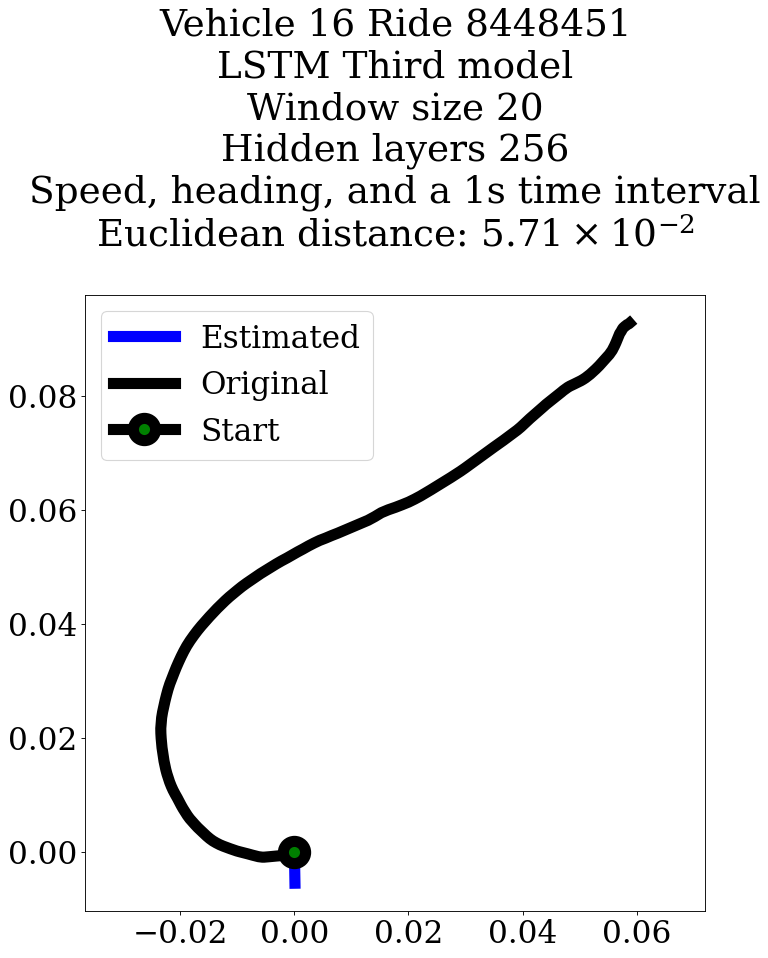 Vehicle 16 Ride 8448451
LSTM Third model
Window size 20
Hidden layers 256
Speed, heading, and a 1s time interval
Euclidean distance: 5.71 × 10⁻²
Estimated
Original
Start
0.08
0.06
0.04
0.02
0.00
−0.02 0.00 0.02 0.04 0.06